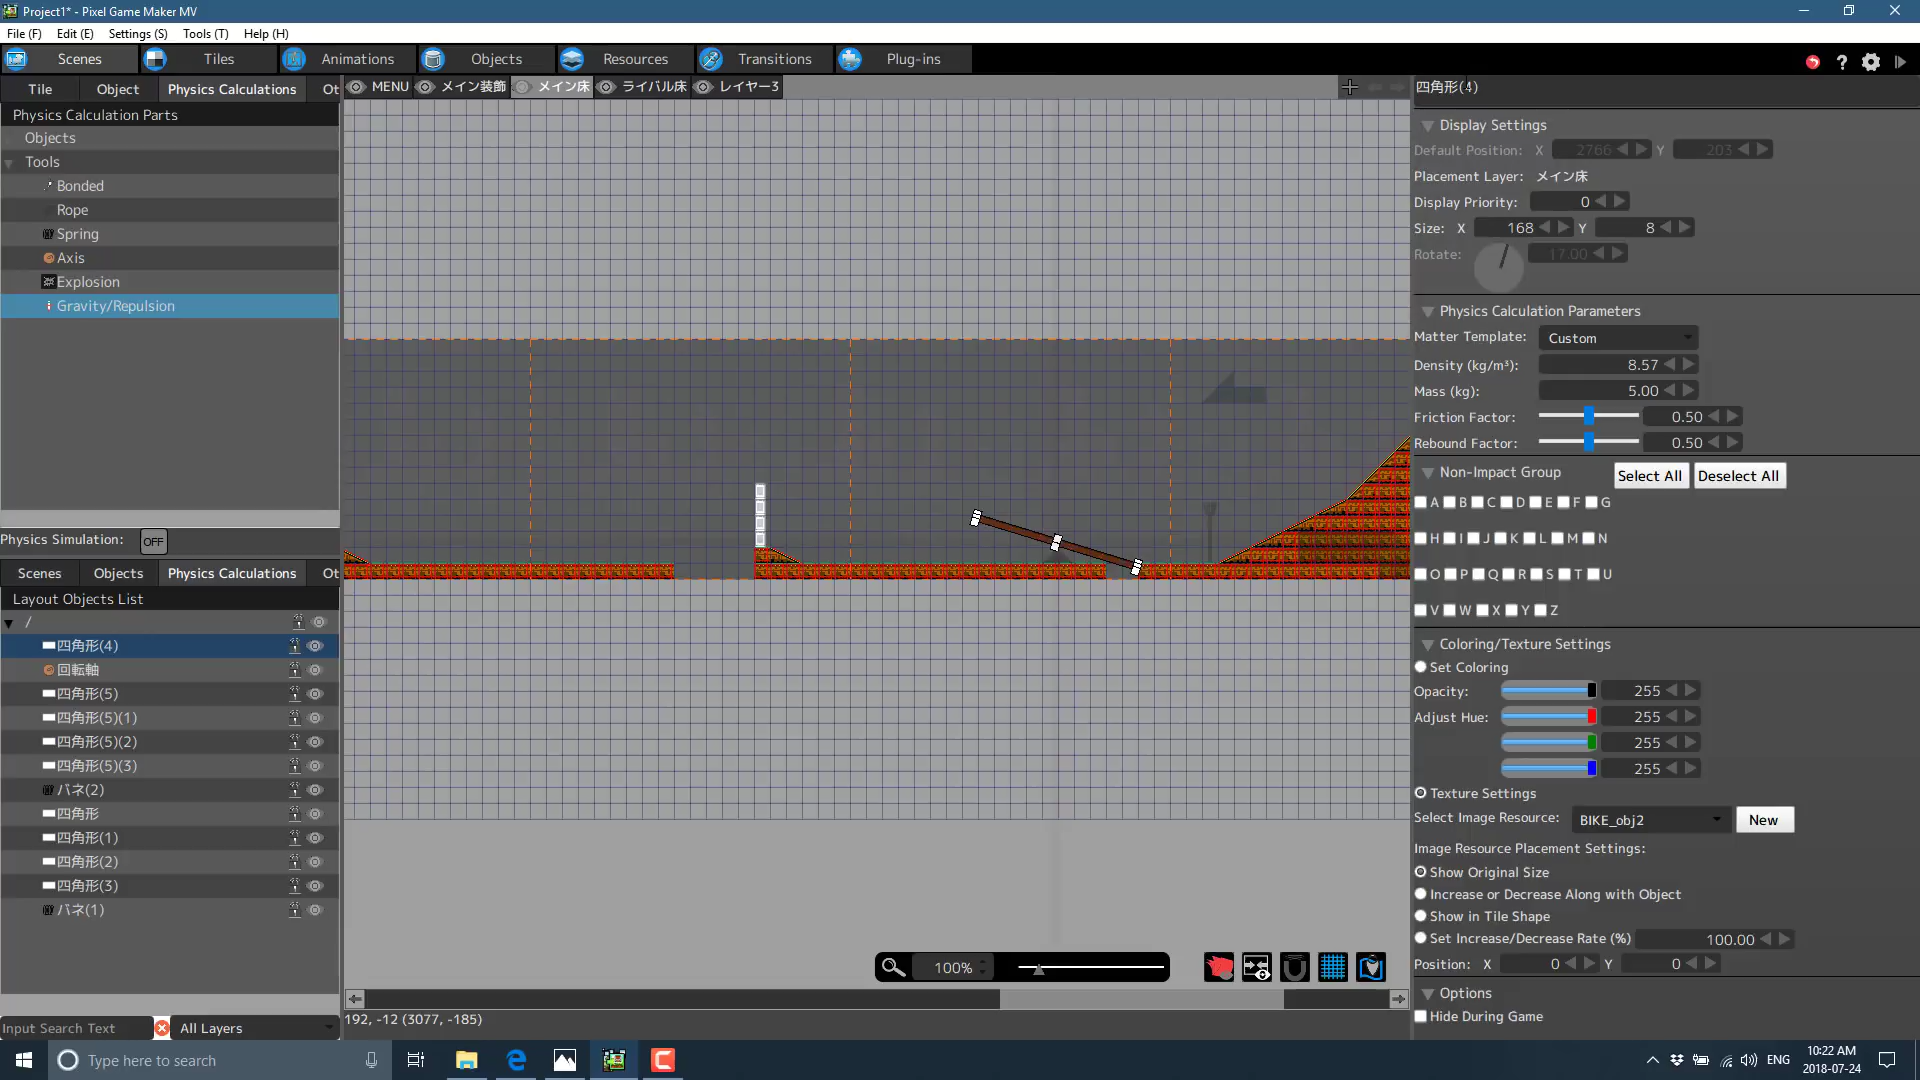 Project1* - Pixel Game Maker MV
File (F) Edit (E) Settings (S) Tools (T) Help (H)
Scenes Tiles Animations Objects Resources Transitions Plug-ins
Tile Object Physics Calculations Ot
Physics Calculation Parts
Objects
Tools
Bonded
Rope
Spring
Axis
Explosion
Gravity/Repulsion
Physics Simulation: OFF
Scenes Objects Physics Calculations Ot
Layout Objects List
/
四角形(4)
回転軸
四角形(5)
四角形(5)(1)
四角形(5)(2)
四角形(5)(3)
バネ(2)
四角形
四角形(1)
四角形(2)
四角形(3)
バネ(1)
Input Search Text All Layers
MENU メイン装飾 メイン床 ライバル床 レイヤー3
100%
192, -12 (3077, -185)
四角形(4)
Display Settings
Default Position: X 2766 Y 203
Placement Layer: メイン床
Display Priority: 0
Size: X 168 Y 8
Rotate: 17.00
Physics Calculation Parameters
Matter Template: Custom
Density (kg/m³): 8.57
Mass (kg): 5.00
Friction Factor: 0.50
Rebound Factor: 0.50
Non-Impact Group Select All Deselect All
A B C D E F G
H I J K L M N
O P Q R S T U
V W X Y Z
Coloring/Texture Settings
Set Coloring
Opacity: 255
Adjust Hue: 255
255
255
Texture Settings
Select Image Resource: BIKE_obj2 New
Image Resource Placement Settings:
Show Original Size
Increase or Decrease Along with Object
Show in Tile Shape
Set Increase/Decrease Rate (%) 100.00
Position: X 0 Y 0
Options
Hide During Game
Type here to search
ENG
10:22 AM
2018-07-24